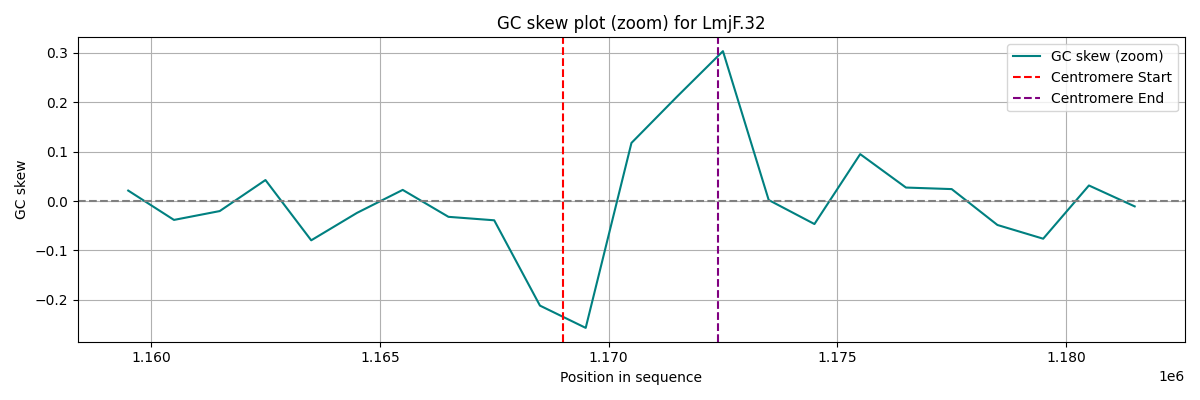 GC skew plot (zoom) for LmjF.32
GC skew (zoom)
Centromere Start
Centromere End
GC skew
0.3
0.2
0.1
0.0
−0.1
−0.2
1.160
1.165
1.170
1.175
1.180
1e6
Position in sequence